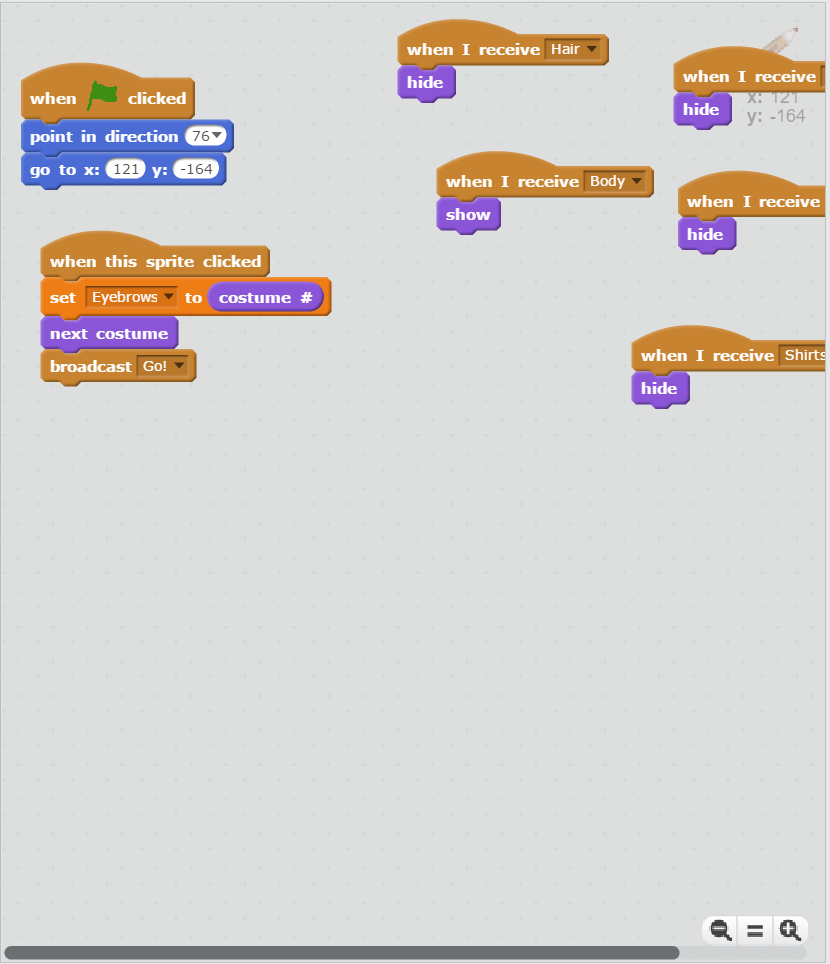 when clicked
point in direction 76
go to x: 121 y: -164
when this sprite clicked
set Eyebrows to costume #
next costume
broadcast Go!
when I receive Hair
hide
when I receive Body
show
when I receive
hide
x: 121
y: -164
when I receive
hide
when I receive Shirts
hide